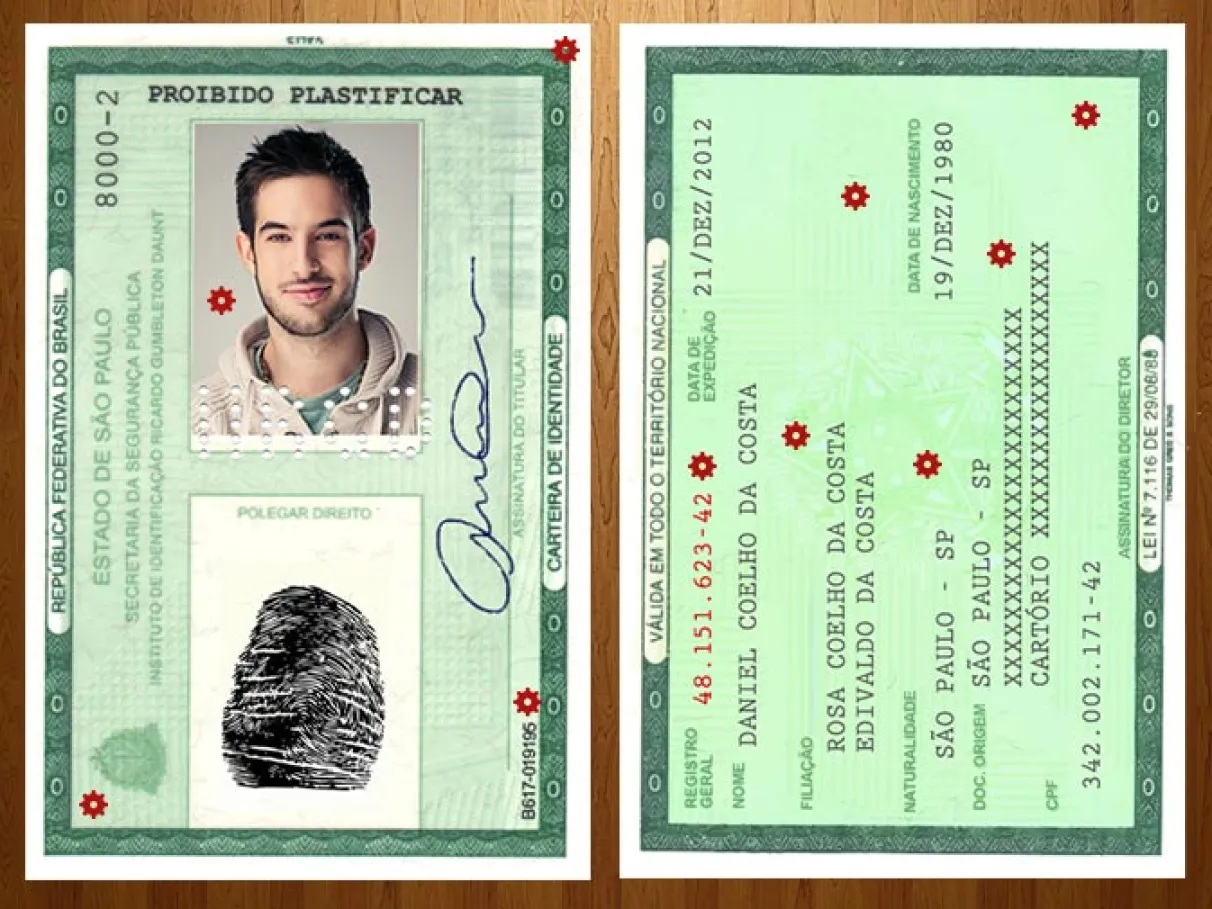 PROIBIDO PLASTIFICAR
8000-2
REPÚBLICA FEDERATIVA DO BRASIL
ESTADO DE SÃO PAULO
SECRETARIA DA SEGURANÇA PÚBLICA
INSTITUTO DE IDENTIFICAÇÃO RICARDO GUMBLETON DAUNT
POLEGAR DIREITO
ASSINATURA DO TITULAR
B617-019195
CARTEIRA DE IDENTIDADE
VÁLIDA EM TODO O TERRITÓRIO NACIONAL
REGISTRO GERAL 48.151.623-42
DATA DE EXPEDIÇÃO 21/DEZ/2012
NOME DANIEL COELHO DA COSTA
FILIAÇÃO
ROSA COELHO DA COSTA
EDIVALDO DA COSTA
NATURALIDADE SÃO PAULO - SP
DATA DE NASCIMENTO 19/DEZ/1980
DOC. ORIGEM SÃO PAULO - SP
XXXXXXXXXXXXXXXXXXXXXXXXXXX
CARTÓRIO XXXXXXXXXXXXXXXXXXXXXX
CPF 342.002.171-42
ASSINATURA DO DIRETOR
LEI Nº 7.116 DE 29/08/83